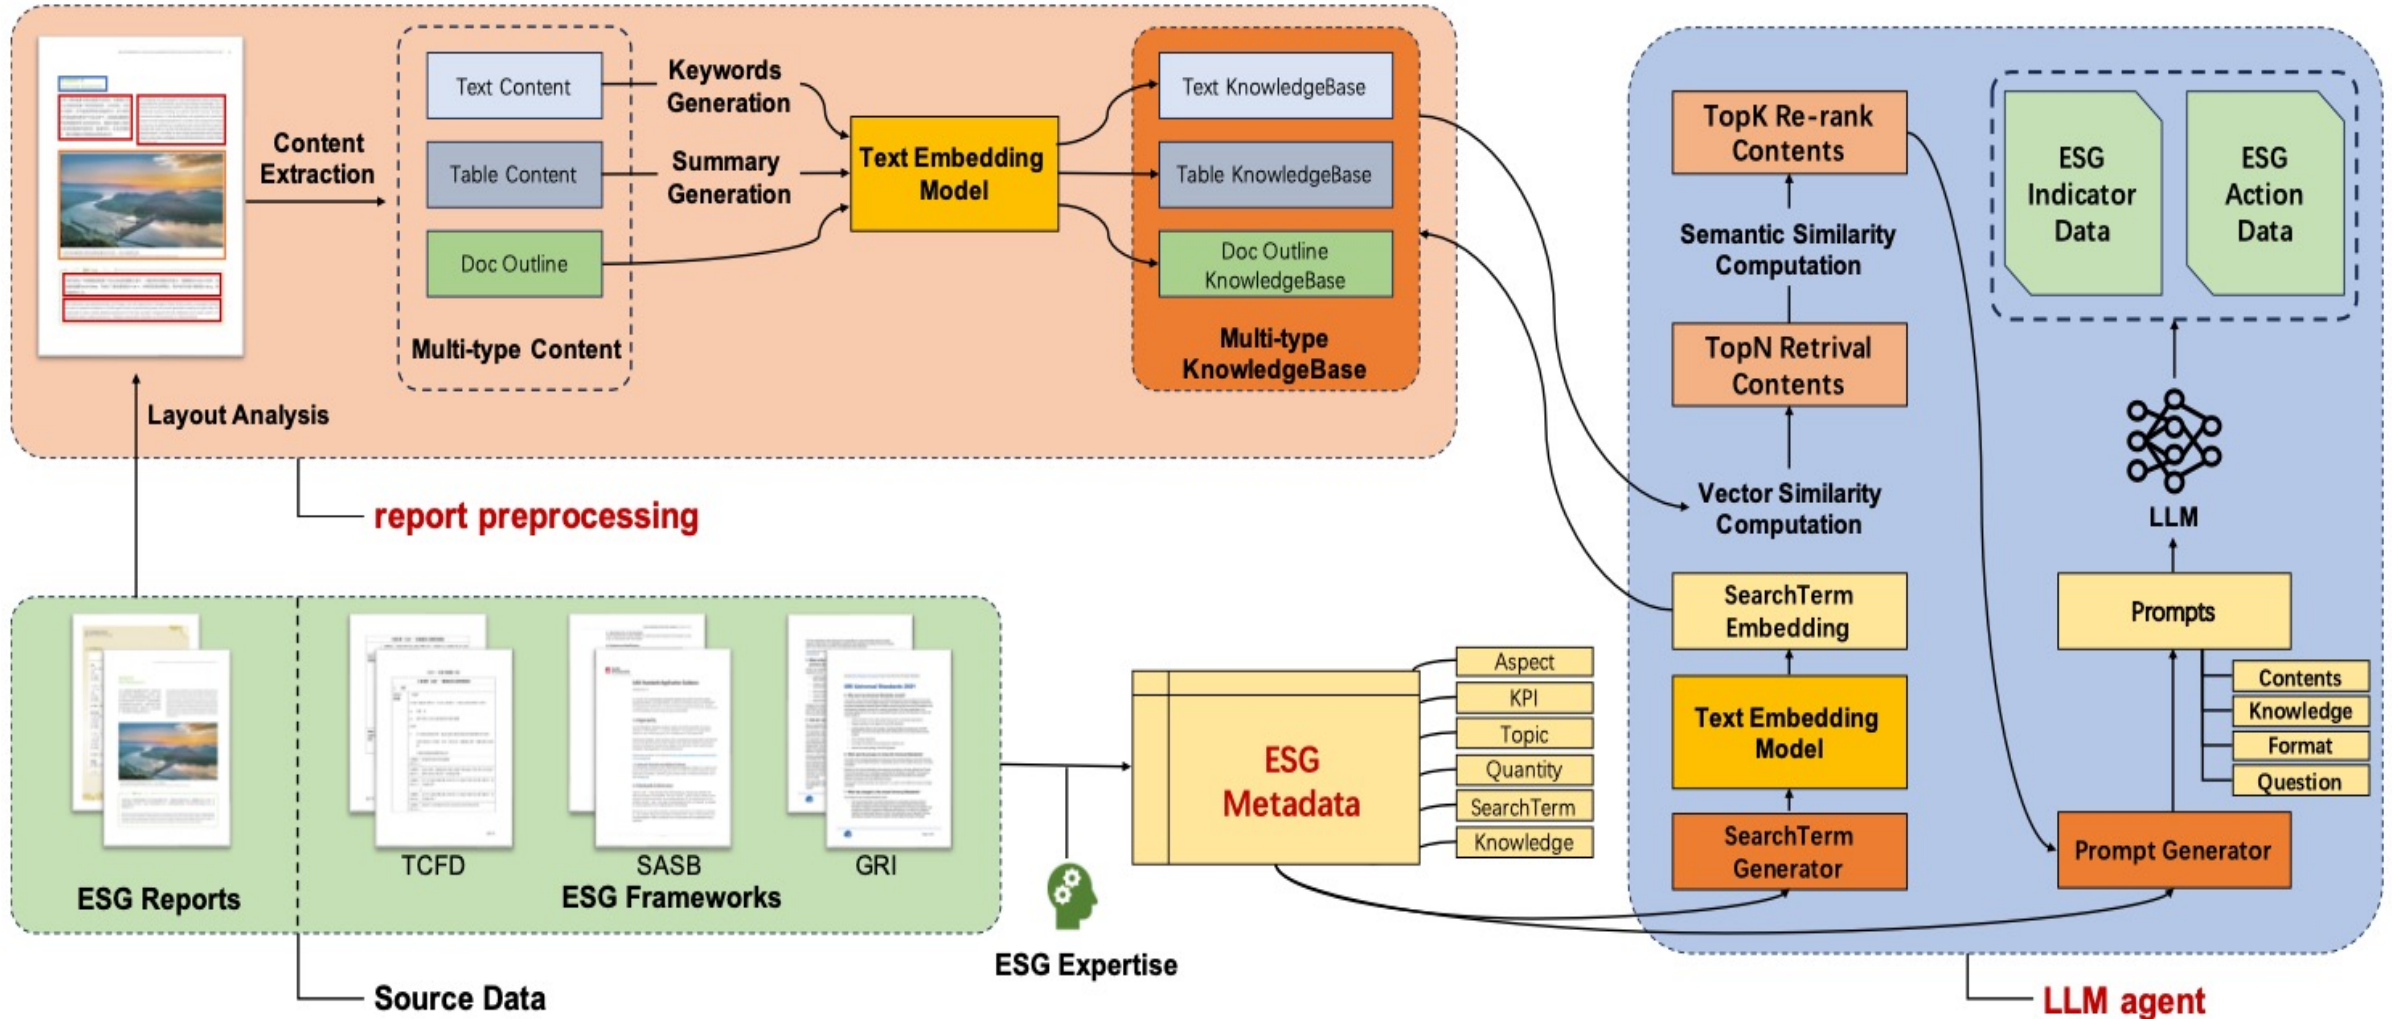 Content
Extraction
Text Content
Table Content
Doc Outline
Multi-type Content
Keywords
Generation
Summary
Generation
Text Embedding
Model
Text KnowledgeBase
Table KnowledgeBase
Doc Outline
KnowledgeBase
Multi-type
KnowledgeBase
Layout Analysis
report preprocessing
ESG Reports
TCFD
SASB
GRI
ESG Frameworks
Source Data
ESG Expertise
ESG
Metadata
Aspect
KPI
Topic
Quantity
SearchTerm
Knowledge
TopK Re-rank
Contents
Semantic Similarity
Computation
TopN Retrival
Contents
Vector Similarity
Computation
SearchTerm
Embedding
Text Embedding
Model
SearchTerm
Generator
ESG
Indicator
Data
ESG
Action
Data
LLM
Prompts
Contents
Knowledge
Format
Question
Prompt Generator
LLM agent